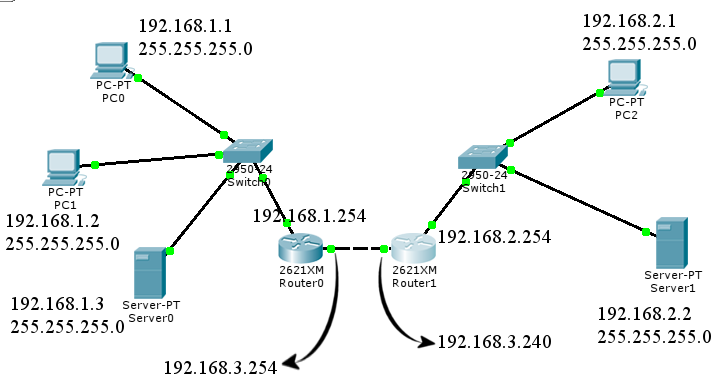 192.168.1.1
255.255.255.0
PC-PT
PC0
192.168.2.1
255.255.255.0
PC-PT
PC2
PC-PT
PC1
192.168.1.2
255.255.255.0
2950-24
Switch0
2950-24
Switch1
192.168.1.254
2621XM
Router0
2621XM
Router1
192.168.2.254
Server-PT
Server0
192.168.1.3
255.255.255.0
Server-PT
Server1
192.168.2.2
255.255.255.0
192.168.3.254
192.168.3.240